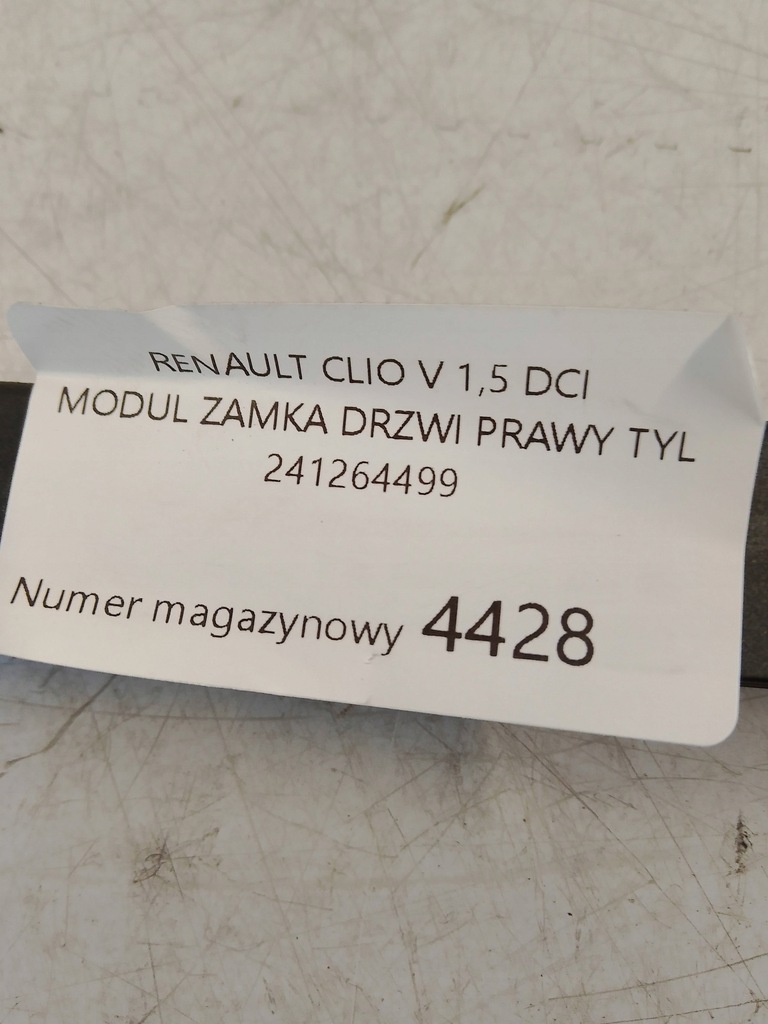 RENAULT CLIO V 1,5 DCI
MODUL ZAMKA DRZWI PRAWY TYL
241264499
Numer magazynowy 4428